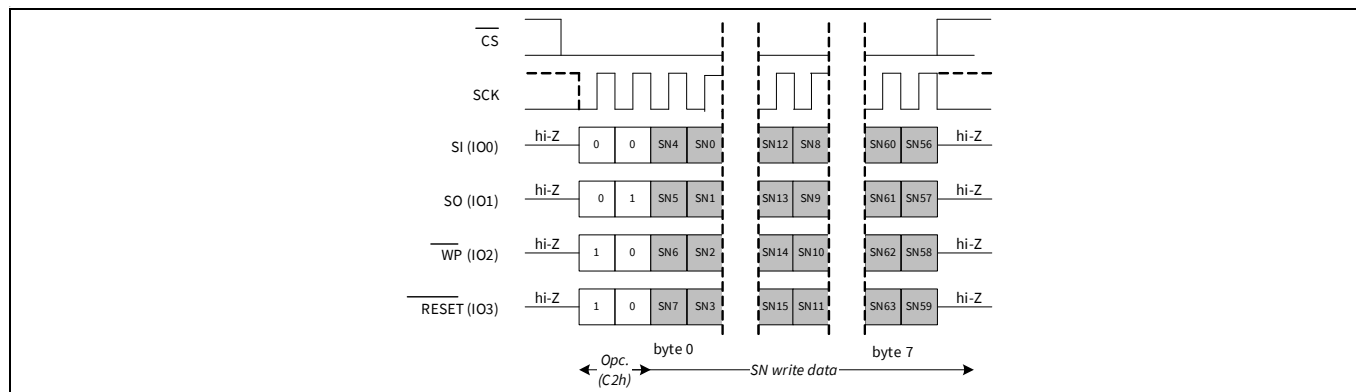 CS
SCK
hi-Z
hi-Z
SI (IO0)
0 0 SN4 SN0 SN12 SN8 SN60 SN56
hi-Z
hi-Z
SO (IO1)
0 1 SN5 SN1 SN13 SN9 SN61 SN57
hi-Z
hi-Z
WP (IO2)
1 0 SN6 SN2 SN14 SN10 SN62 SN58
hi-Z
hi-Z
RESET (IO3)
1 0 SN7 SN3 SN15 SN11 SN63 SN59
byte 0 byte 7
Opc.
(C2h)
SN write data